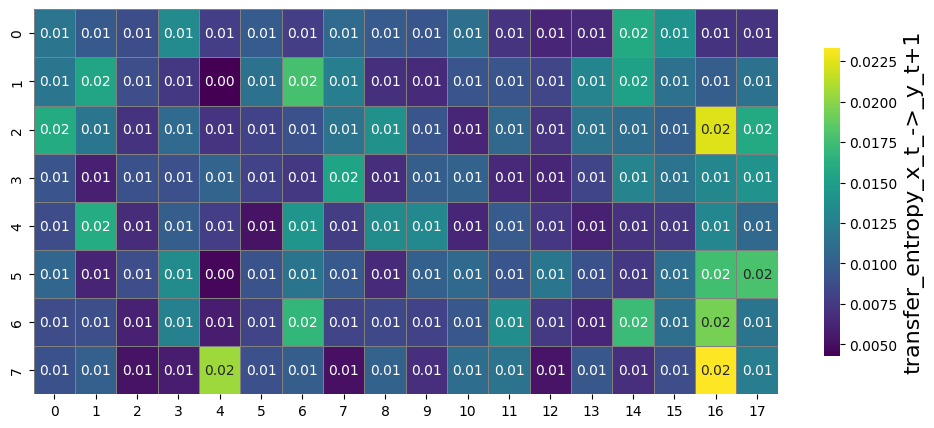 0 0.01 0.01 0.01 0.01 0.01 0.01 0.01 0.01 0.01 0.01 0.01 0.01 0.01 0.01 0.02 0.01 0.01 0.01
1 0.01 0.02 0.01 0.01 0.00 0.01 0.02 0.01 0.01 0.01 0.01 0.01 0.01 0.01 0.02 0.01 0.01 0.01
2 0.02 0.01 0.01 0.01 0.01 0.01 0.01 0.01 0.01 0.01 0.01 0.01 0.01 0.01 0.01 0.01 0.02 0.02
3 0.01 0.01 0.01 0.01 0.01 0.01 0.01 0.02 0.01 0.01 0.01 0.01 0.01 0.01 0.01 0.01 0.01 0.01
4 0.01 0.02 0.01 0.01 0.01 0.01 0.01 0.01 0.01 0.01 0.01 0.01 0.01 0.01 0.01 0.01 0.01 0.01
5 0.01 0.01 0.01 0.01 0.00 0.01 0.01 0.01 0.01 0.01 0.01 0.01 0.01 0.01 0.01 0.01 0.02 0.02
6 0.01 0.01 0.01 0.01 0.01 0.01 0.02 0.01 0.01 0.01 0.01 0.01 0.01 0.01 0.02 0.01 0.02 0.01
7 0.01 0.01 0.01 0.01 0.02 0.01 0.01 0.01 0.01 0.01 0.01 0.01 0.01 0.01 0.01 0.01 0.02 0.01
0 1 2 3 4 5 6 7 8 9 10 11 12 13 14 15 16 17
0.0225
0.0200
0.0175
0.0150
0.0125
0.0100
0.0075
0.0050
transfer_entropy_x_t_->_y_t+1